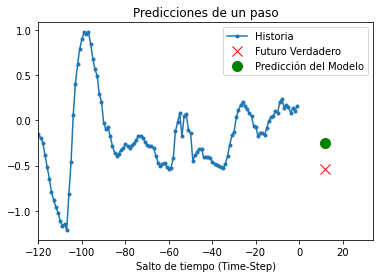 Predicciones de un paso
Historia
Futuro Verdadero
Predicción del Modelo
1.0
0.5
0.0
−0.5
−1.0
−120 −100 −80 −60 −40 −20 0 20
Salto de tiempo (Time-Step)